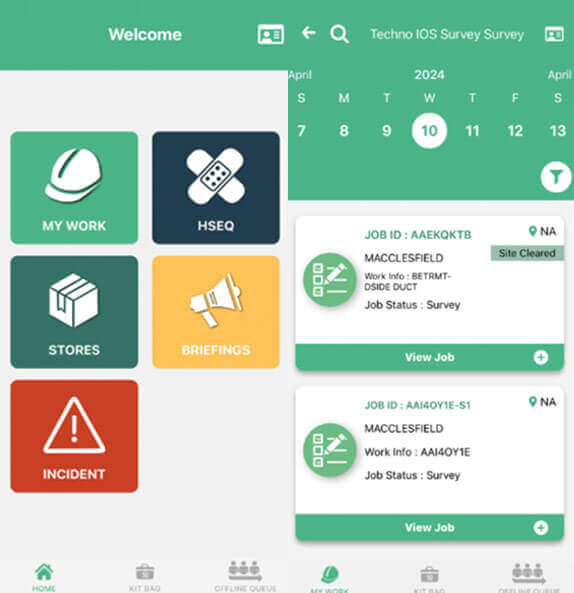 Welcome
MY WORK
HSEQ
STORES
BRIEFINGS
INCIDENT
HOME
KIT BAG
OFFLINE QUEUE
Techno IOS Survey Survey
April
2024
April
S M T W T F S
7 8 9 10 11 12 13
JOB ID : AAEKQKTB
NA
Site Cleared
MACCLESFIELD
Work Info : BETRMT-
DSIDE DUCT
Job Status : Survey
View Job
JOB ID : AAI4OY1E-S1
NA
MACCLESFIELD
Work Info : AAI4OY1E
Job Status : Survey
View Job
MY WORK
KIT BAG
OFFLINE QUEUE